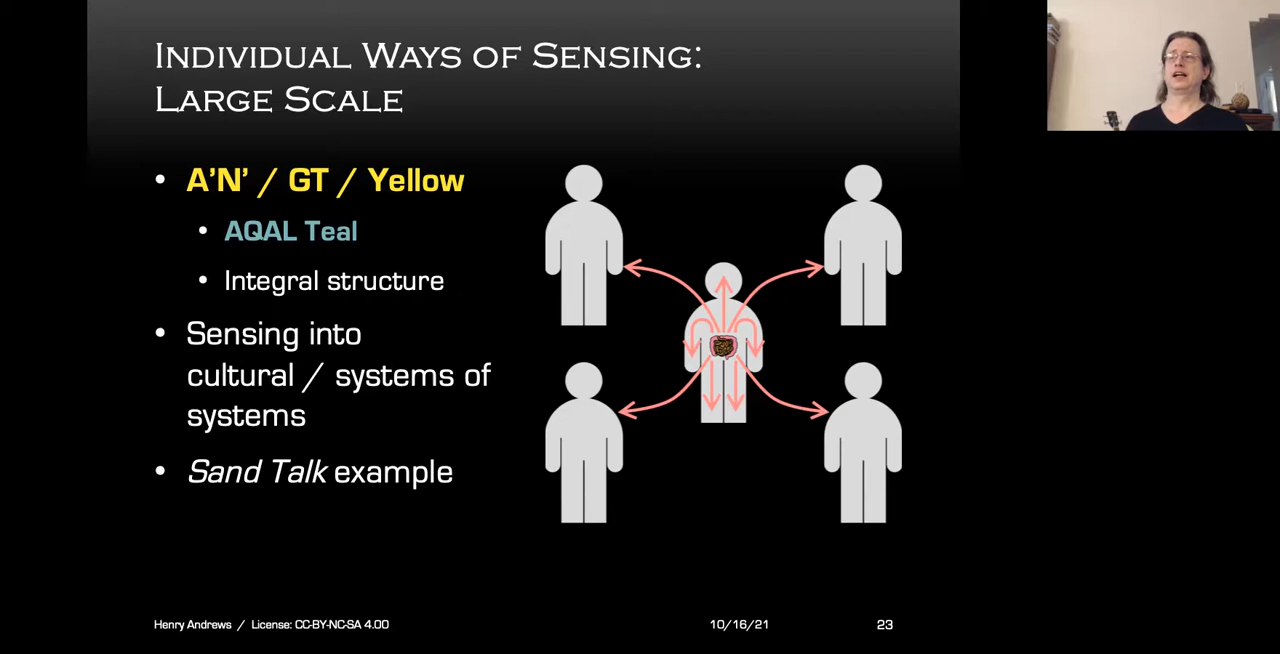 INDIVIDUAL WAYS OF SENSING:
LARGE SCALE
• A’N’ / GT / Yellow
• AQAL Teal
• Integral structure
• Sensing into
cultural / systems of
systems
• Sand Talk example
Henry Andrews / License: CC-BY-NC-SA 4.00
10/16/21
23